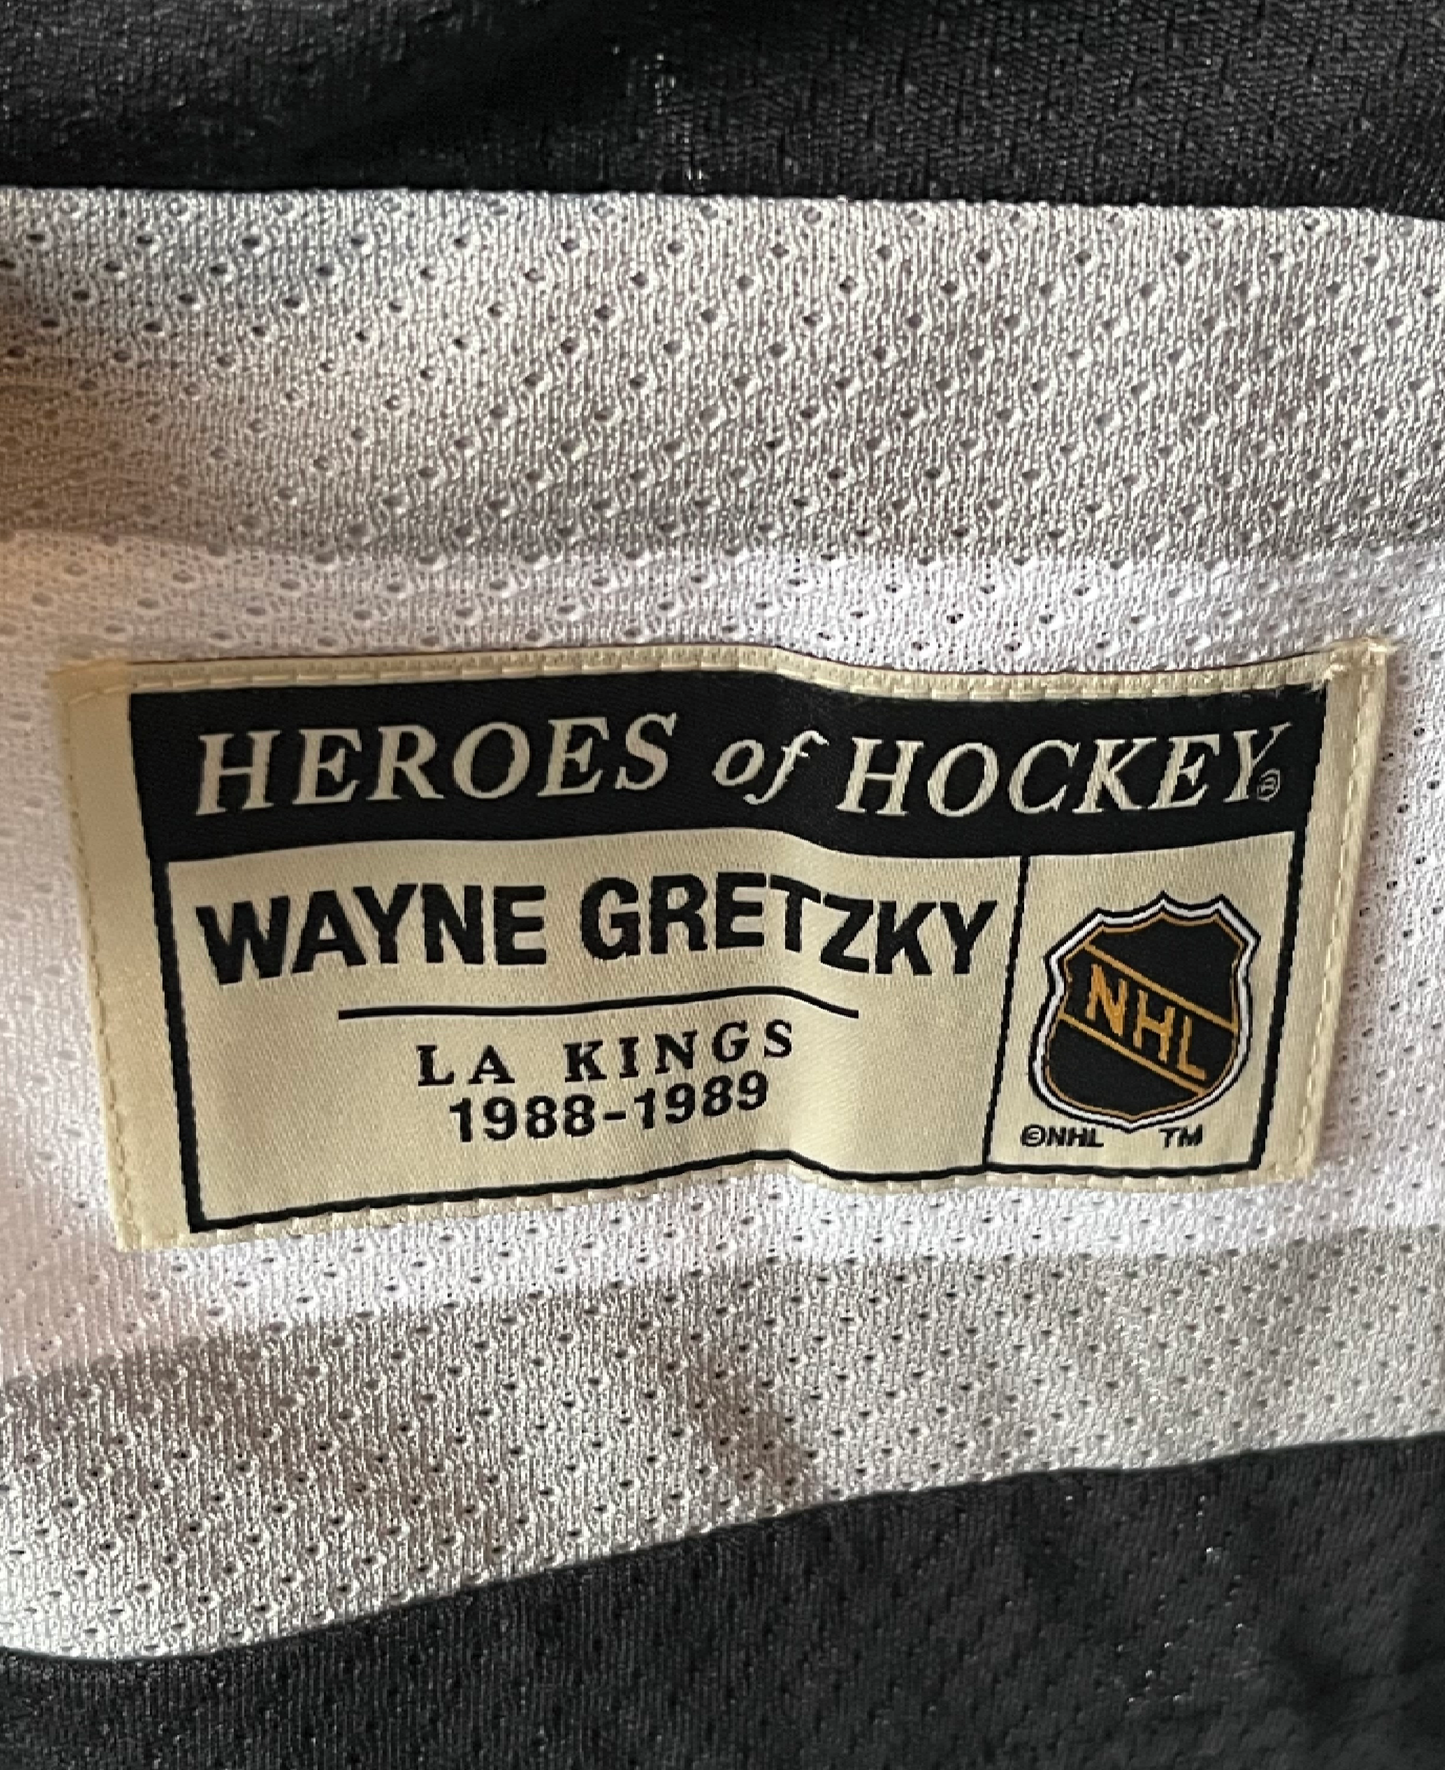 HEROES of HOCKEY®
WAYNE GRETZKY
LA KINGS
1988-1989
NHL
©NHL TM